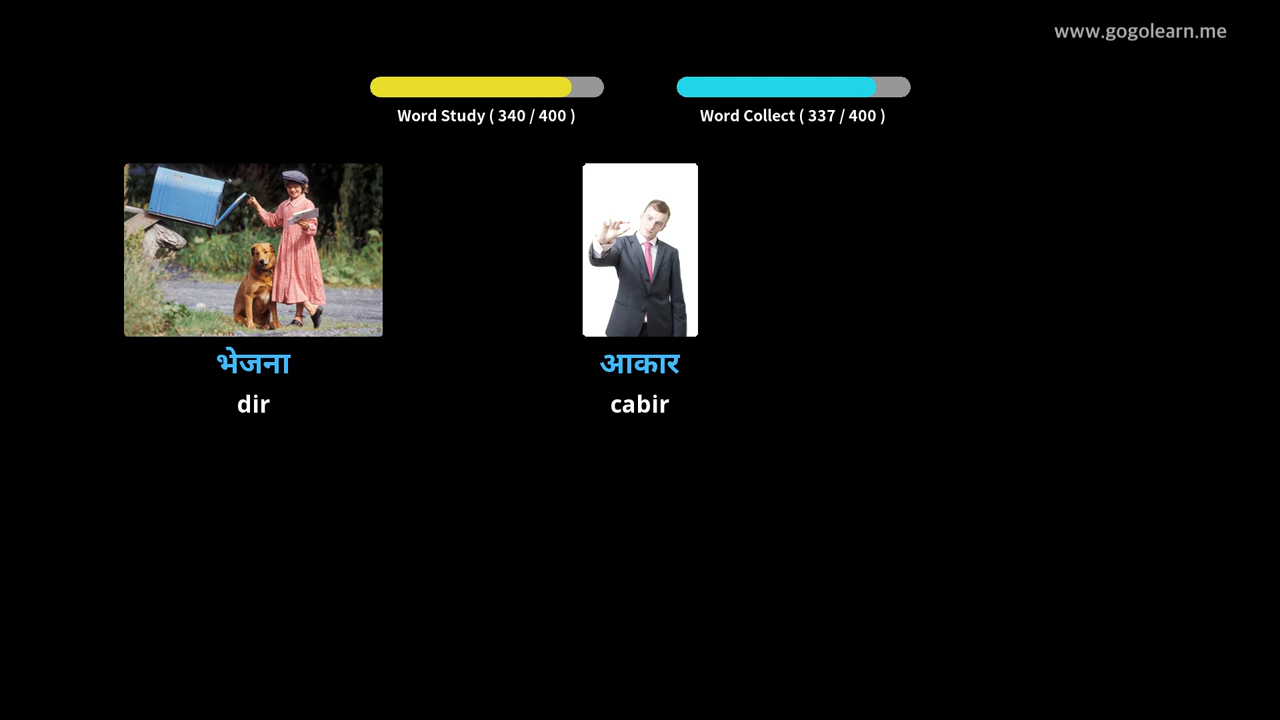 www.gogolearn.me
Word Study ( 340 / 400 )
Word Collect ( 337 / 400 )
भेजना
dir
आकार
cabir